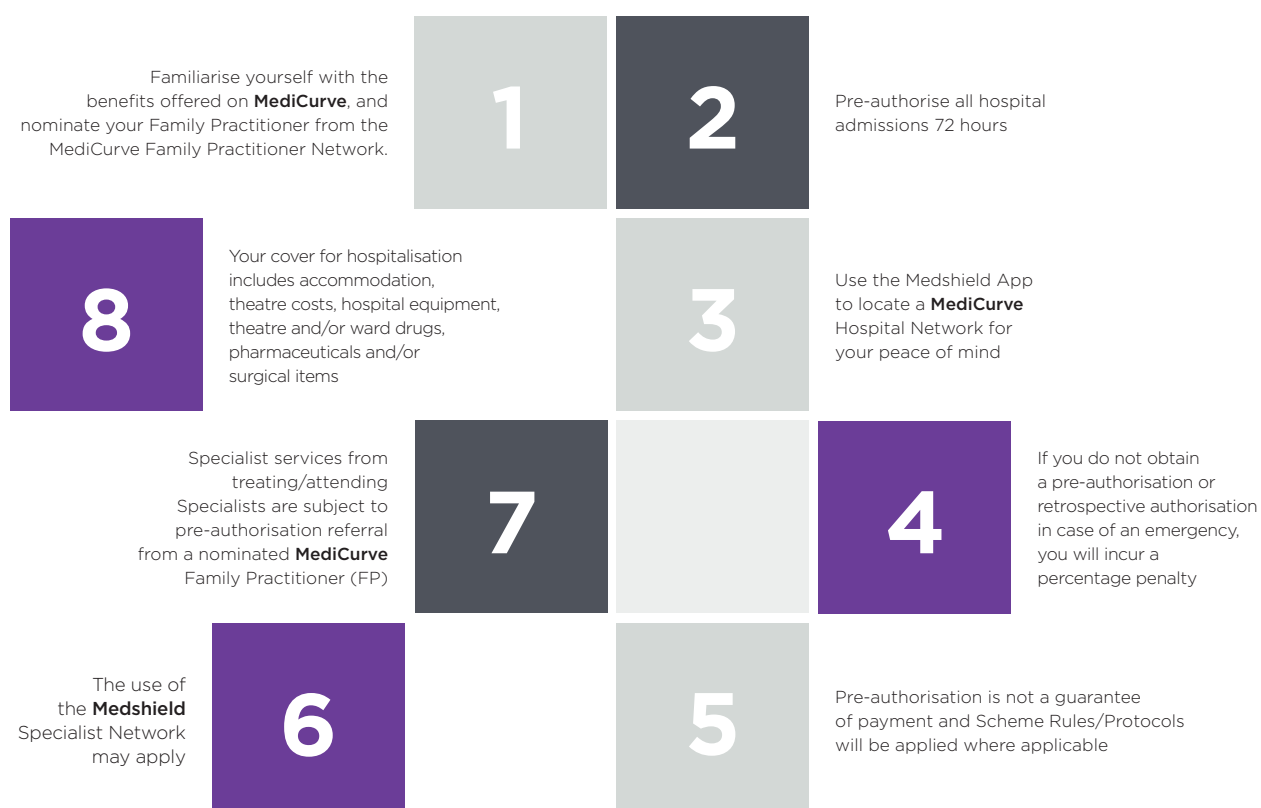 Familiarise yourself with the
benefits offered on MediCurve, and
nominate your Family Practitioner from the
MediCurve Family Practitioner Network.
1
2
Pre-authorise all hospital
admissions 72 hours
8
Your cover for hospitalisation
includes accommodation,
theatre costs, hospital equipment,
theatre and/or ward drugs,
pharmaceuticals and/or
surgical items
3
Use the Medshield App
to locate a MediCurve
Hospital Network for
your peace of mind
Specialist services from
treating/attending
Specialists are subject to
pre-authorisation referral
from a nominated MediCurve
Family Practitioner (FP)
7
4
If you do not obtain
a pre-authorisation or
retrospective authorisation
in case of an emergency,
you will incur a
percentage penalty
The use of
the Medshield
Specialist Network
may apply
6
5
Pre-authorisation is not a guarantee
of payment and Scheme Rules/Protocols
will be applied where applicable